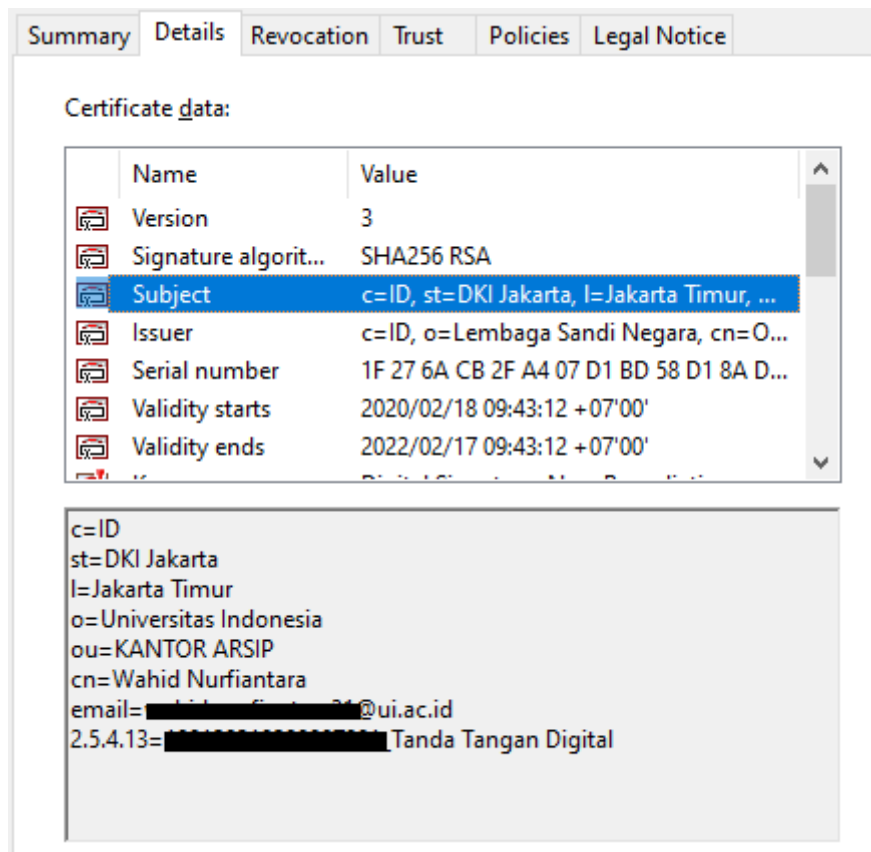 Summary Details Revocation Trust Policies Legal Notice
Certificate data:
Name Value
Version 3
Signature algorit... SHA256 RSA
Subject c=ID, st=DKI Jakarta, l=Jakarta Timur, ...
Issuer c=ID, o=Lembaga Sandi Negara, cn=O...
Serial number 1F 27 6A CB 2F A4 07 D1 BD 58 D1 8A D...
Validity starts 2020/02/18 09:43:12 +07'00'
Validity ends 2022/02/17 09:43:12 +07'00'
c=ID
st=DKI Jakarta
l=Jakarta Timur
o=Universitas Indonesia
ou=KANTOR ARSIP
cn=Wahid Nurfiantara
email= @ui.ac.id
2.5.4.13= _Tanda Tangan Digital